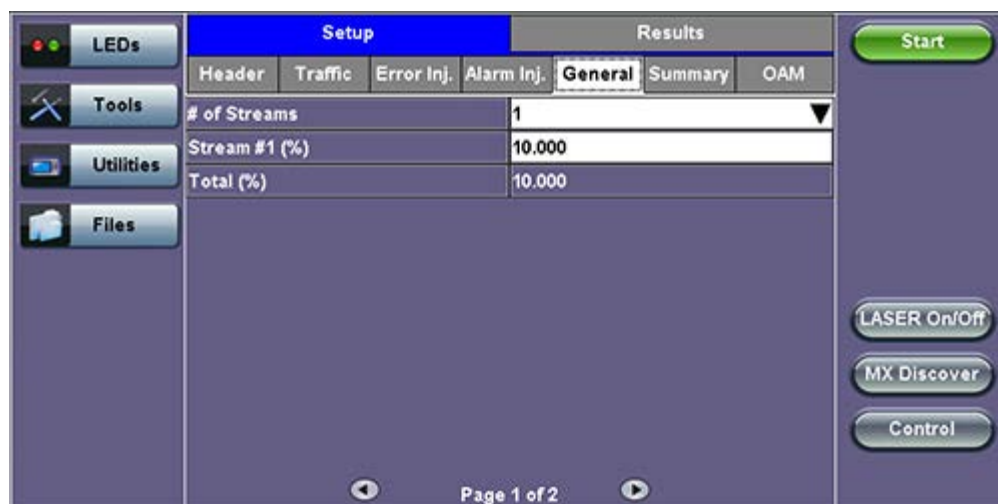 LEDs
Tools
Utilities
Files
Setup Results
Header Traffic Error Inj. Alarm Inj. General Summary OAM
# of Streams 1
Stream #1 (%) 10.000
Total (%) 10.000
Page 1 of 2
Start
LASER On/Off
MX Discover
Control